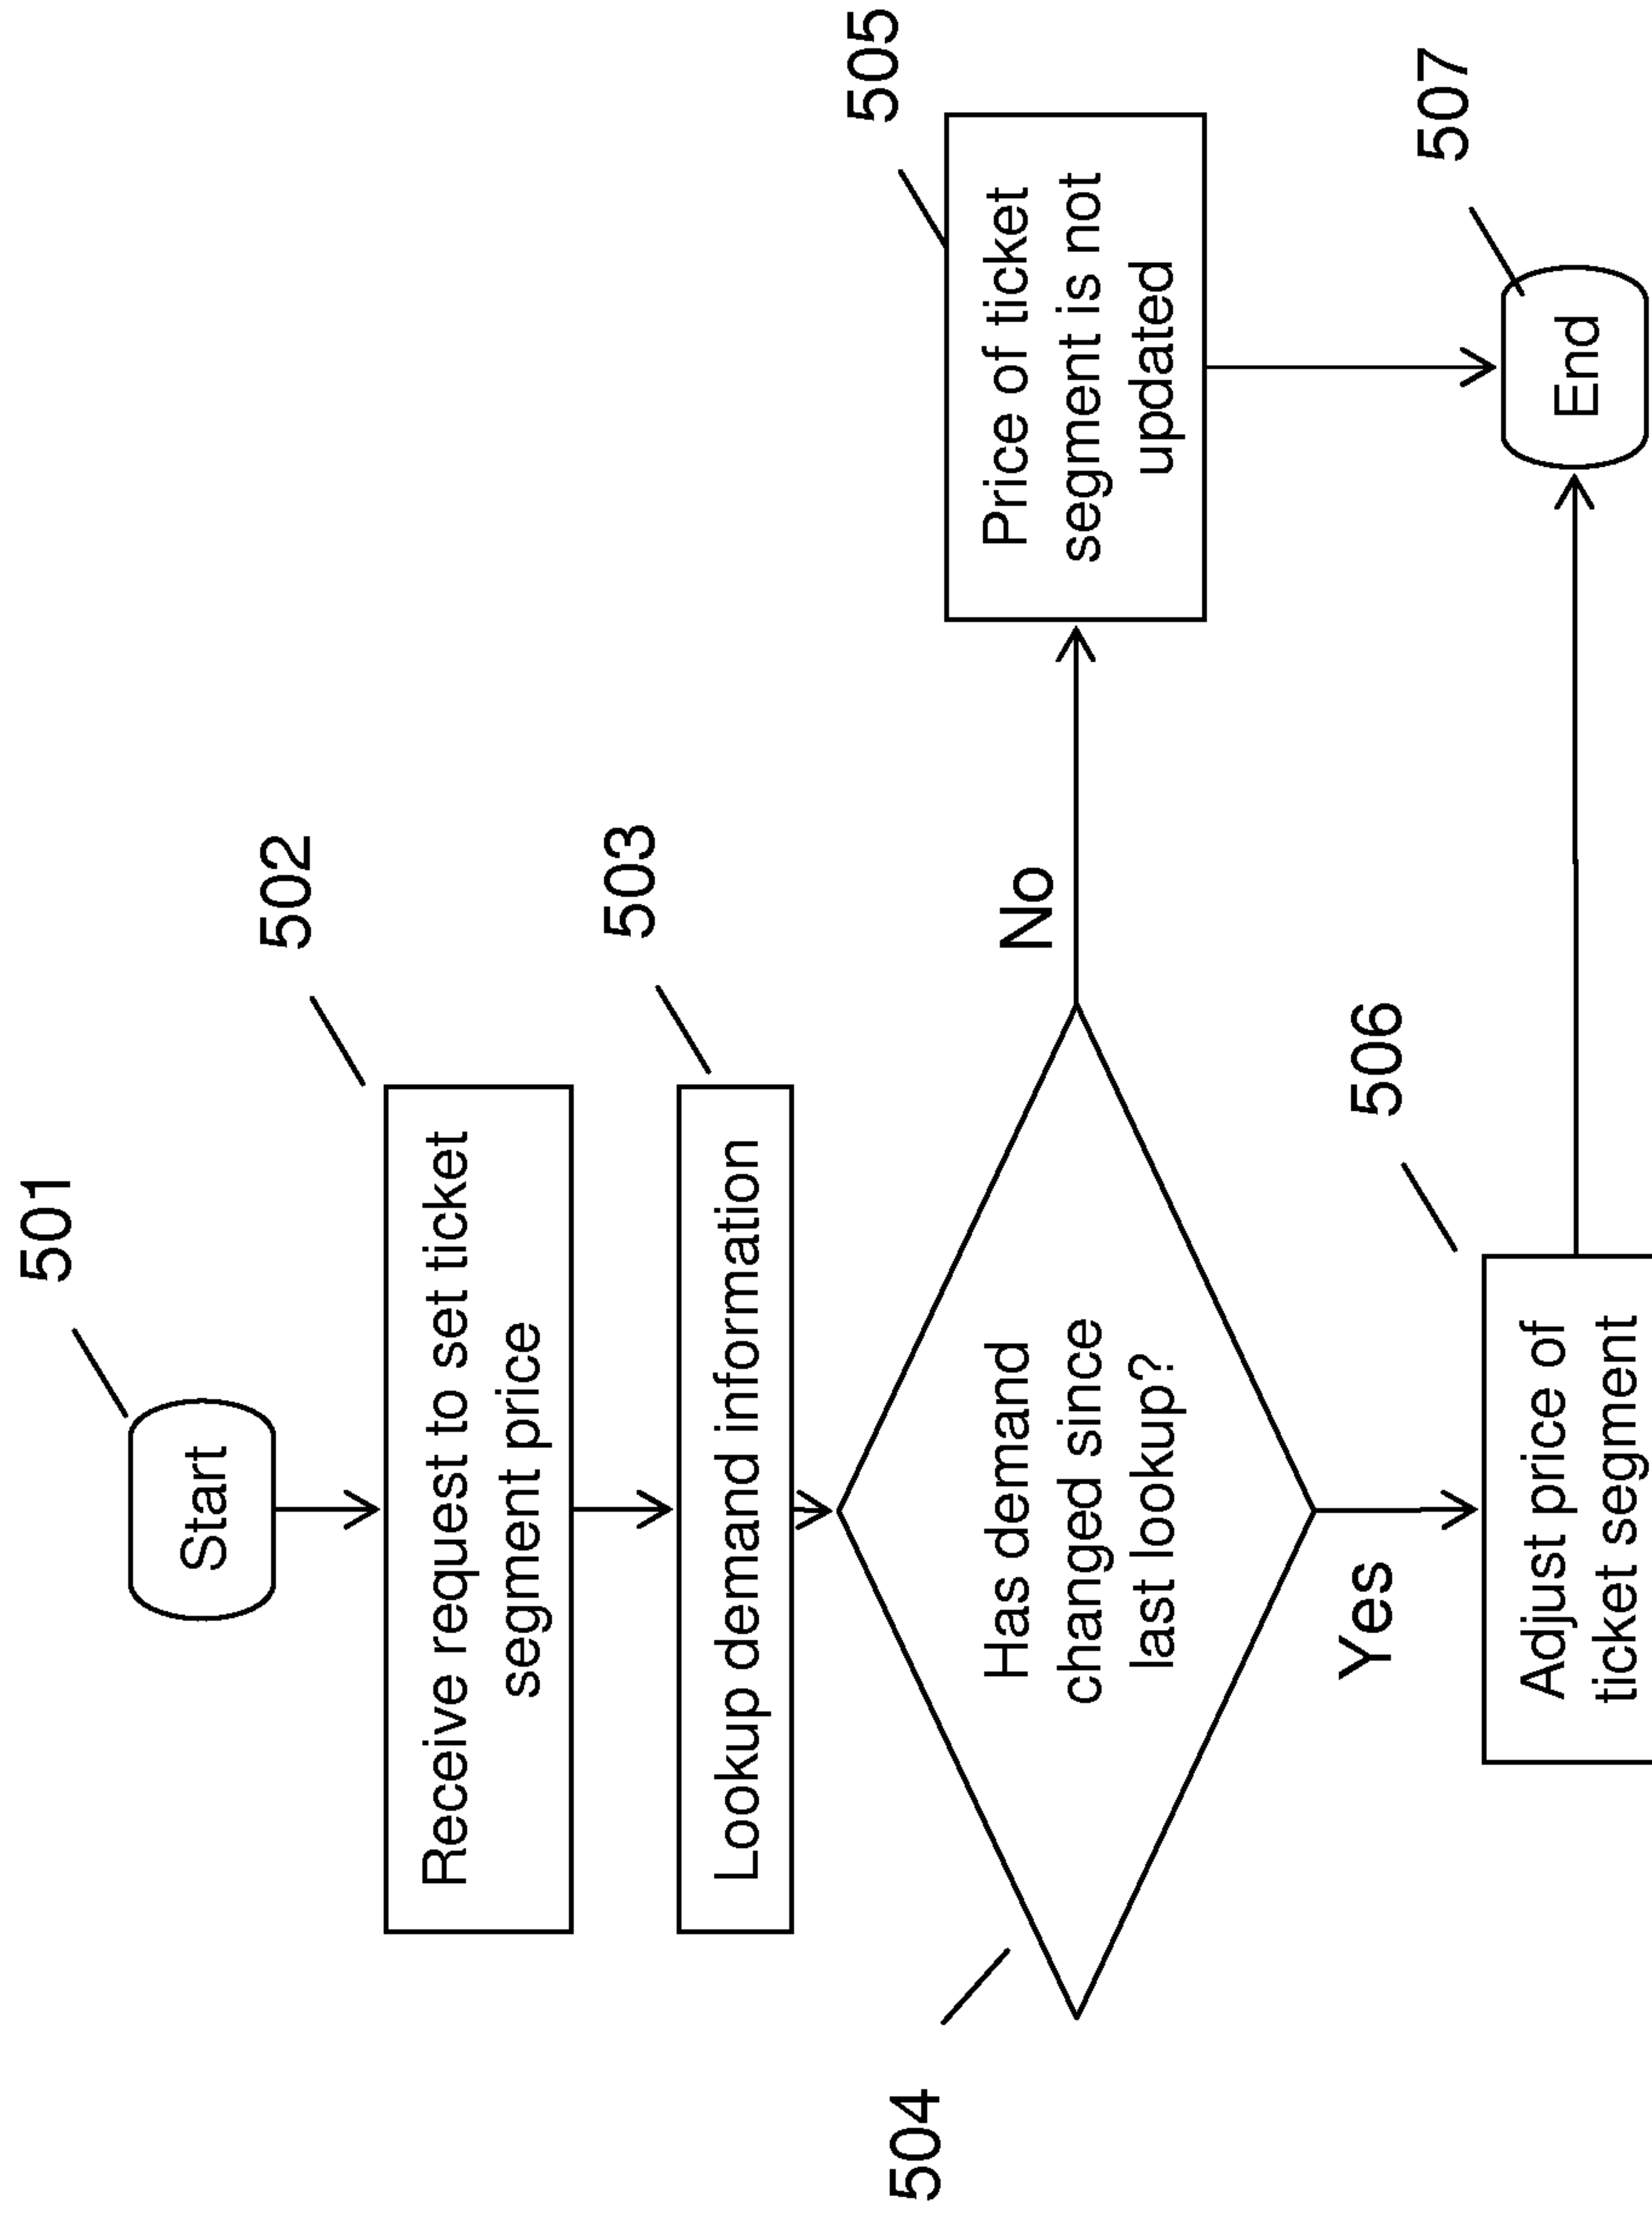 501
Start
502
Receive request to set ticket
segment price
503
Lookup demand information
504
Has demand
changed since
last lookup?
No
505
Price of ticket
segment is not
updated
Yes
506
Adjust price of
ticket segment
507
End